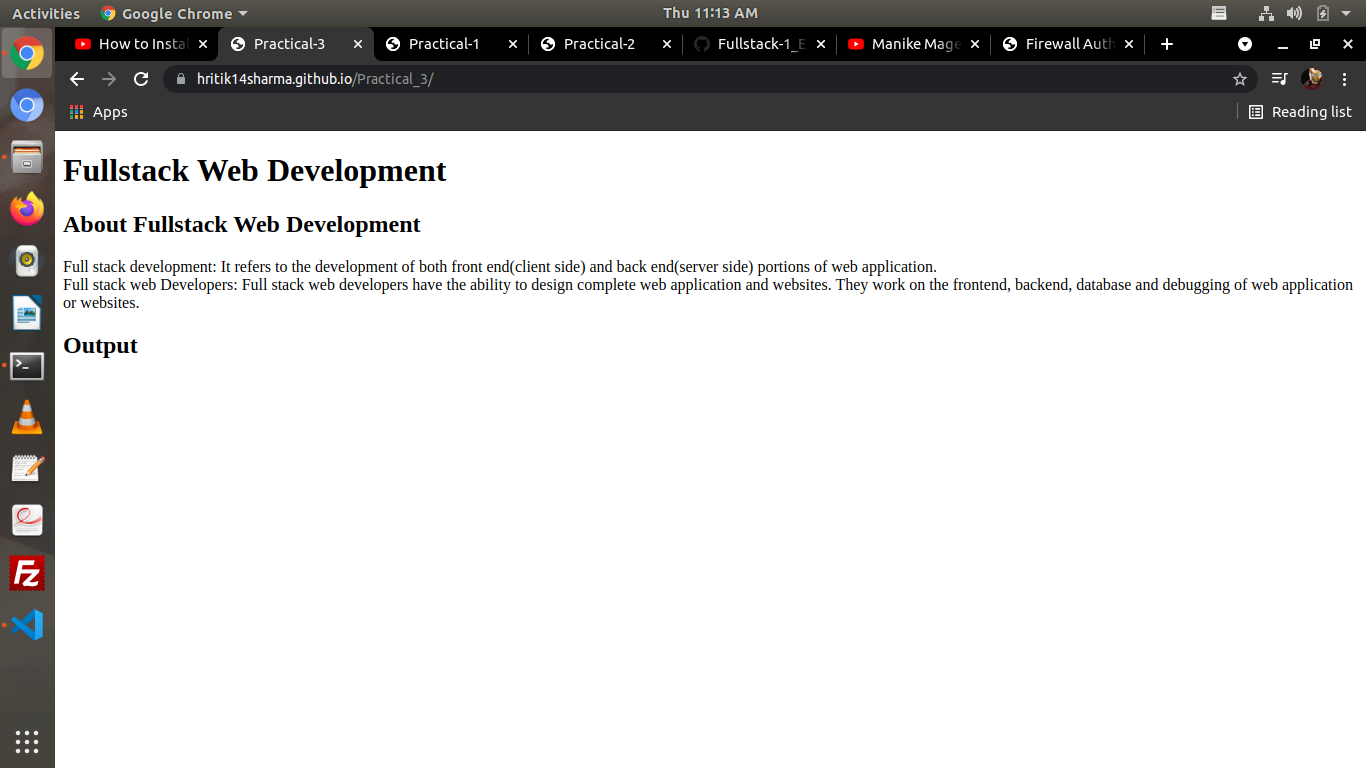 Activities Google Chrome Thu 11:13 AM
How to Instal Practical-3 Practical-1 Practical-2 Fullstack-1_E Manike Mage Firewall Auth
hritik14sharma.github.io/Practical_3/
Apps Reading list
Fullstack Web Development
About Fullstack Web Development
Full stack development: It refers to the development of both front end(client side) and back end(server side) portions of web application.
Full stack web Developers: Full stack web developers have the ability to design complete web application and websites. They work on the frontend, backend, database and debugging of web application
or websites.
Output